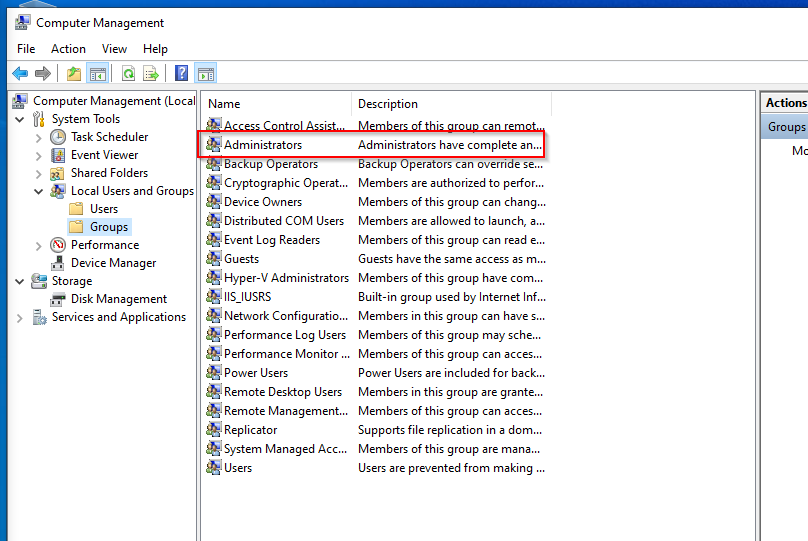 Computer Management
File Action View Help
Computer Management (Local
System Tools
Task Scheduler
Event Viewer
Shared Folders
Local Users and Groups
Users
Groups
Performance
Device Manager
Storage
Disk Management
Services and Applications
Name Description
Access Control Assist... Members of this group can remot...
Administrators Administrators have complete an...
Backup Operators Backup Operators can override se...
Cryptographic Operat... Members are authorized to perfor...
Device Owners Members of this group can chang...
Distributed COM Users Members are allowed to launch, a...
Event Log Readers Members of this group can read e...
Guests Guests have the same access as m...
Hyper-V Administrators Members of this group have com...
IIS_IUSRS Built-in group used by Internet Inf...
Network Configuratio... Members in this group can have s...
Performance Log Users Members of this group may sche...
Performance Monitor ... Members of this group can acces...
Power Users Power Users are included for back...
Remote Desktop Users Members in this group are grante...
Remote Management... Members of this group can acces...
Replicator Supports file replication in a dom...
System Managed Acc... Members of this group are mana...
Users Users are prevented from making ...
Actions
Groups
Mo